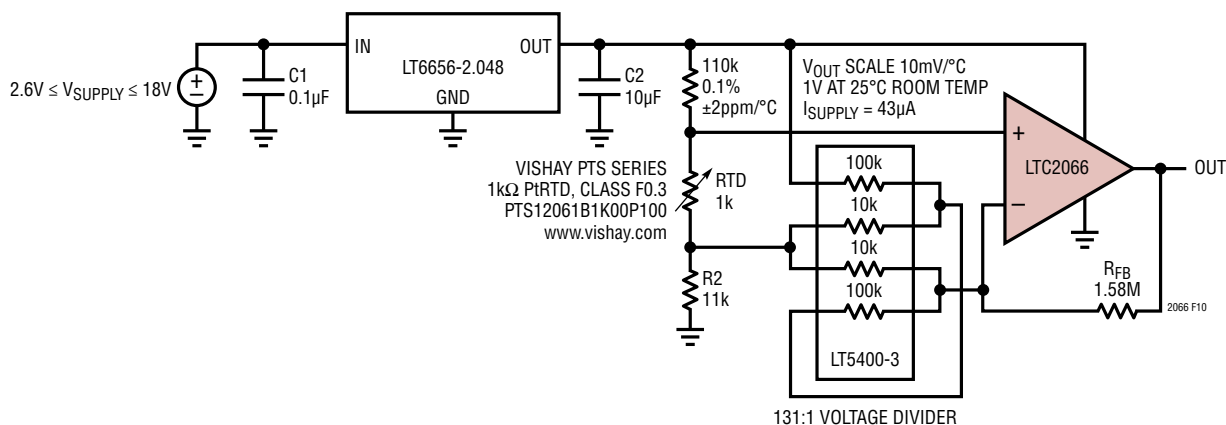 2.6V ≤ VSUPPLY ≤ 18V
C1
0.1µF
IN
OUT
LT6656-2.048
GND
C2
10µF
110k
0.1%
±2ppm/°C
VOUT SCALE 10mV/°C
1V AT 25°C ROOM TEMP
ISUPPLY = 43µA
VISHAY PTS SERIES
1kΩ PtRTD, CLASS F0.3
PTS12061B1K00P100
www.vishay.com
RTD
1k
R2
11k
100k
10k
10k
100k
LT5400-3
131:1 VOLTAGE DIVIDER
+
–
LTC2066
OUT
RFB
1.58M
2066 F10